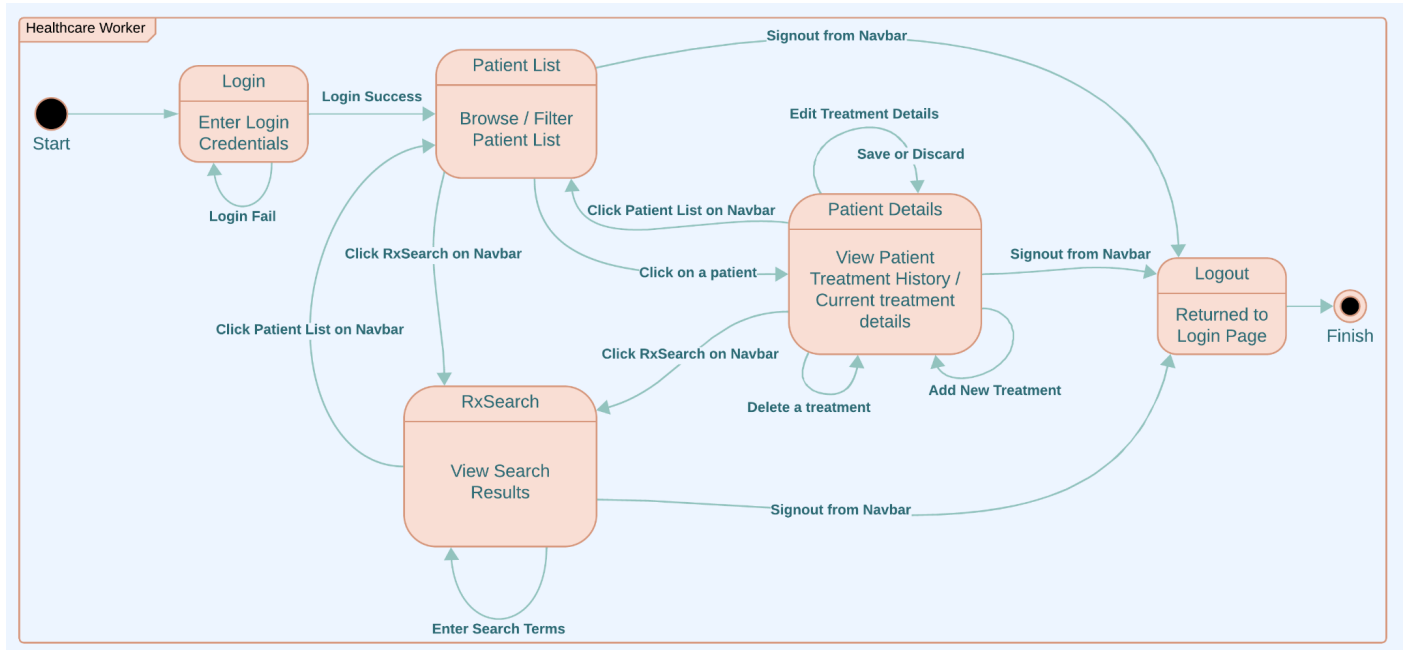 Healthcare Worker
Signout from Navbar
Login
Patient List
Login Success
Start
Enter Login
Credentials
Browse / Filter
Patient List
Edit Treatment Details
Save or Discard
Login Fail
Click Patient List on Navbar
Patient Details
Click RxSearch on Navbar
Click on a patient
View Patient
Treatment History /
Current treatment
details
Signout from Navbar
Logout
Returned to
Login Page
Finish
Click Patient List on Navbar
Click RxSearch on Navbar
Delete a treatment
Add New Treatment
RxSearch
View Search
Results
Signout from Navbar
Enter Search Terms